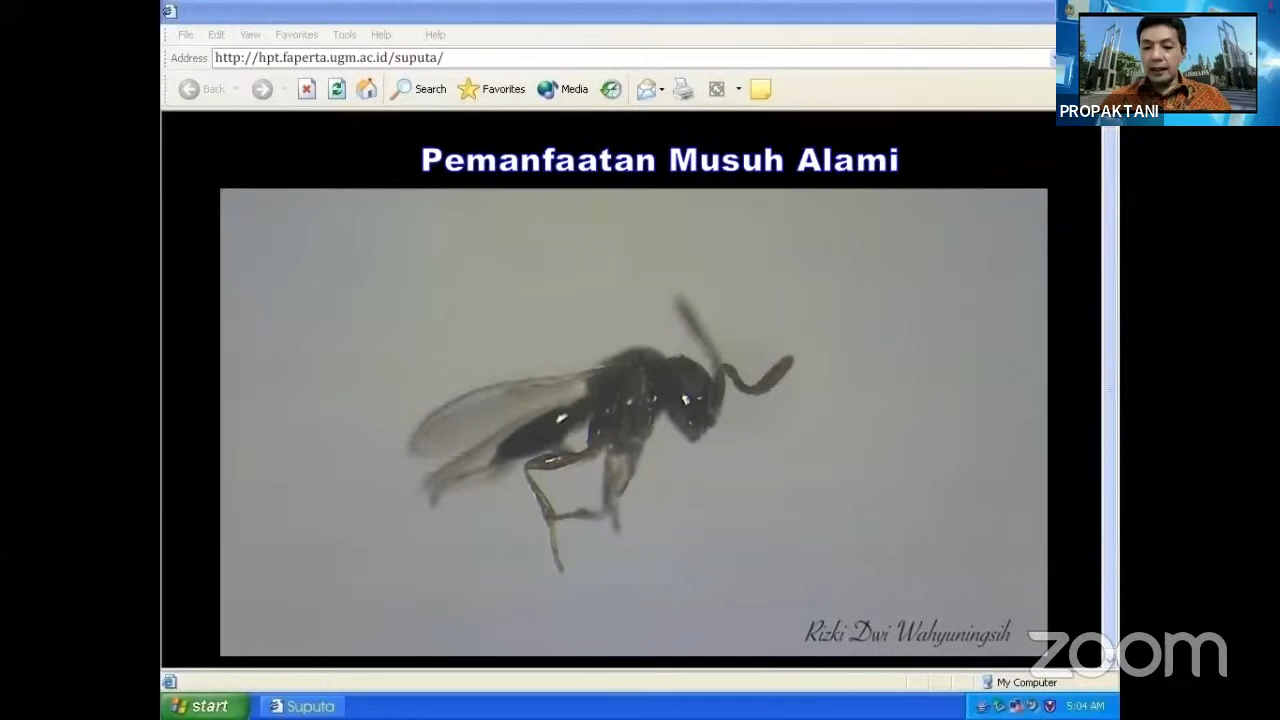 File Edit View Favorites Tools Help Help
Address http://hpt.faperta.ugm.ac.id/suputa/
Back Search Favorites Media
PROPAKTANI
Pemanfaatan Musuh Alami
Rizki Dwi Wahyuningsih
zoom
My Computer
start Suputa 5:04 AM